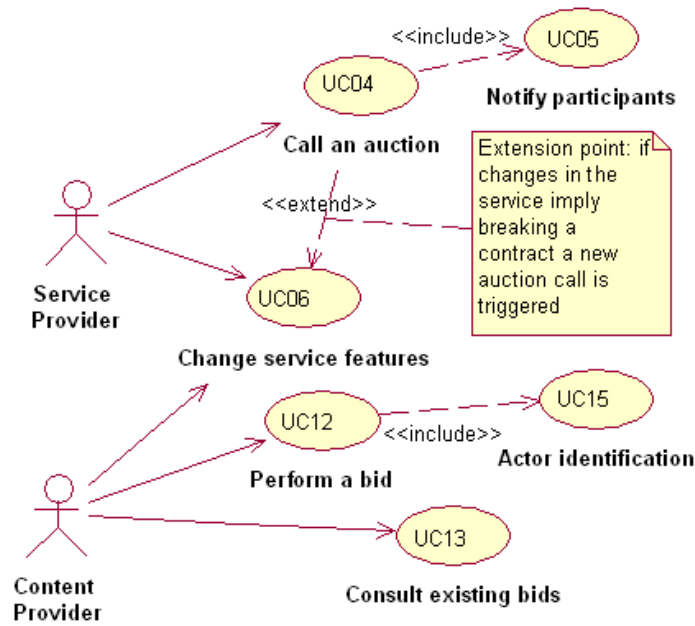 <<include>>
UC05
Notify participants
UC04
Call an auction
Extension point: if
changes in the
service imply
breaking a
contract a new
auction call is
triggered
<<extend>>
Service
Provider
UC06
Change service features
UC12
Perform a bid
<<include>>
UC15
Actor identification
Content
Provider
UC13
Consult existing bids